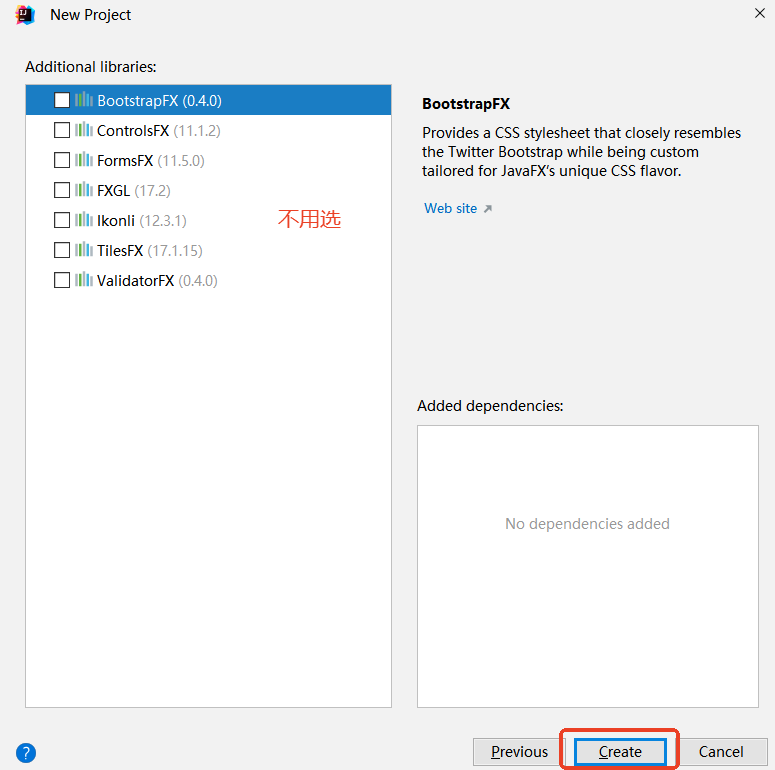 New Project
Additional libraries:
BootstrapFX (0.4.0)
ControlsFX (11.1.2)
FormsFX (11.5.0)
FXGL (17.2)
Ikonli (12.3.1)
不用选
TilesFX (17.1.15)
ValidatorFX (0.4.0)
BootstrapFX
Provides a CSS stylesheet that closely resembles
the Twitter Bootstrap while being custom
tailored for JavaFX's unique CSS flavor.
Web site
Added dependencies:
No dependencies added
?
Previous
Create
Cancel